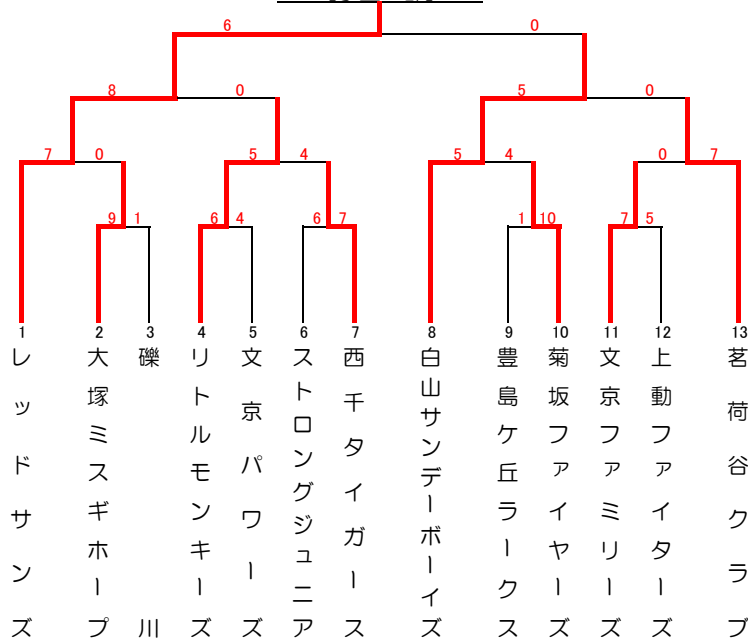 6 0
8 0 5 0
7 0 5 4 5 4 0 7
9 1 6 4 6 7 1 10 7 5
1 2 3 4 5 6 7 8 9 10 11 12 13
レッドサンズ
大塚ミスギホープ
礫川
リトルモンキーズ
文京パワーズ
ストロングジュニア
西千タイガース
白山サンデーボーイズ
豊島ケ丘ラークス
菊坂ファイヤーズ
文京ファミリーズ
上動ファイターズ
茗荷谷クラブ